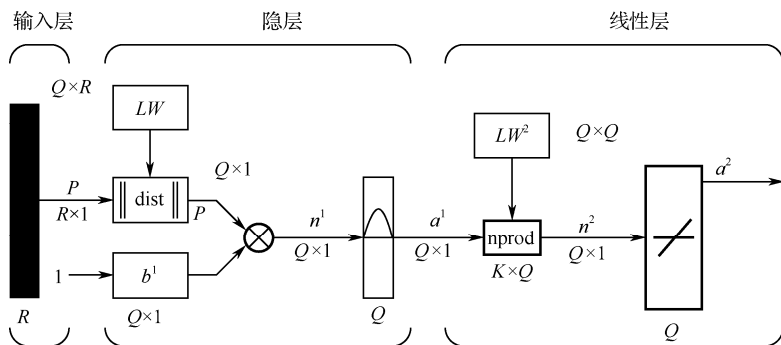 输入层
隐层
线性层
Q×R
LW
LW²
Q×Q
P
R×1
dist
P
Q×1
n¹
Q×1
a¹
Q×1
nprod
K×Q
n²
Q×1
a²
1
b¹
Q×1
R
Q
Q